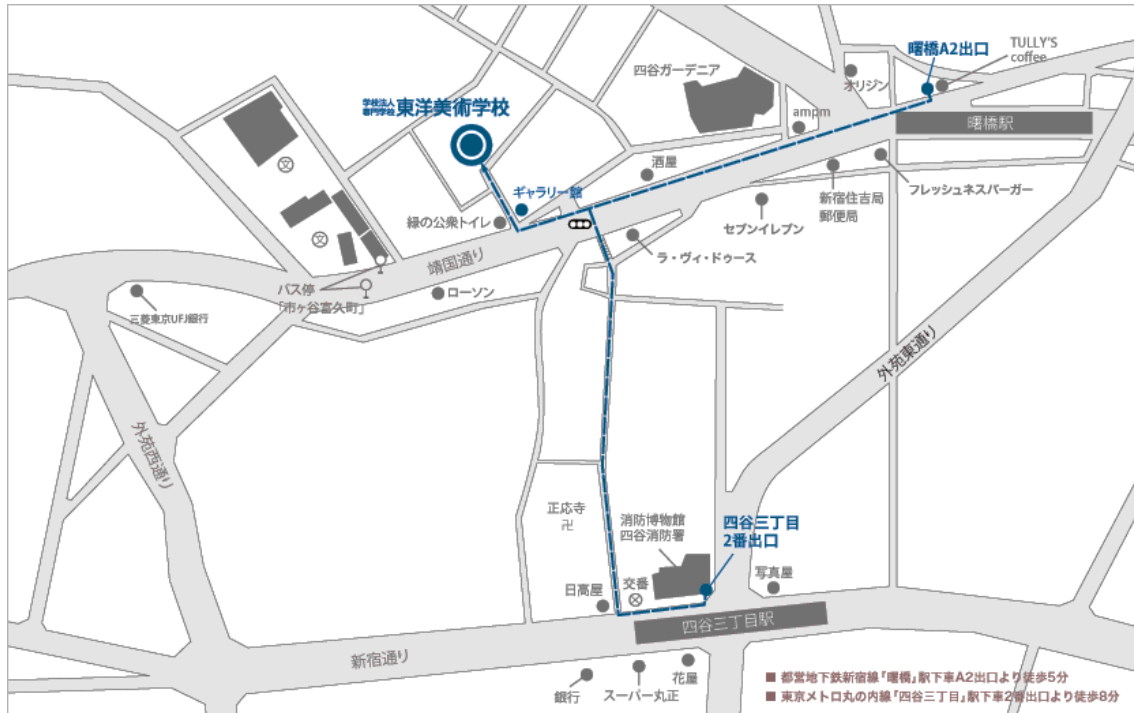 曙橋A2出口
TULLY'S
coffee
四谷ガーデニア
オリジン
学校法人
専門学校
東洋美術学校
ampm
曙橋駅
酒屋
ギャラリー館
新宿住吉局
郵便局
フレッシュネスバーガー
緑の公衆トイレ
セブンイレブン
靖国通り
ラ・ヴィ・ドゥース
バス停
「市ヶ谷富久町」
ローソン
三菱東京UFJ銀行
外苑東通り
外苑西通り
正応寺
卍
消防博物館
四谷消防署
四谷三丁目
2番出口
日高屋
交番
写真屋
四谷三丁目駅
新宿通り
銀行
スーパー丸正
花屋
■ 都営地下鉄新宿線「曙橋」駅下車A2出口より徒歩5分
■ 東京メトロ丸の内線「四谷三丁目」駅下車2番出口より徒歩8分
文
文